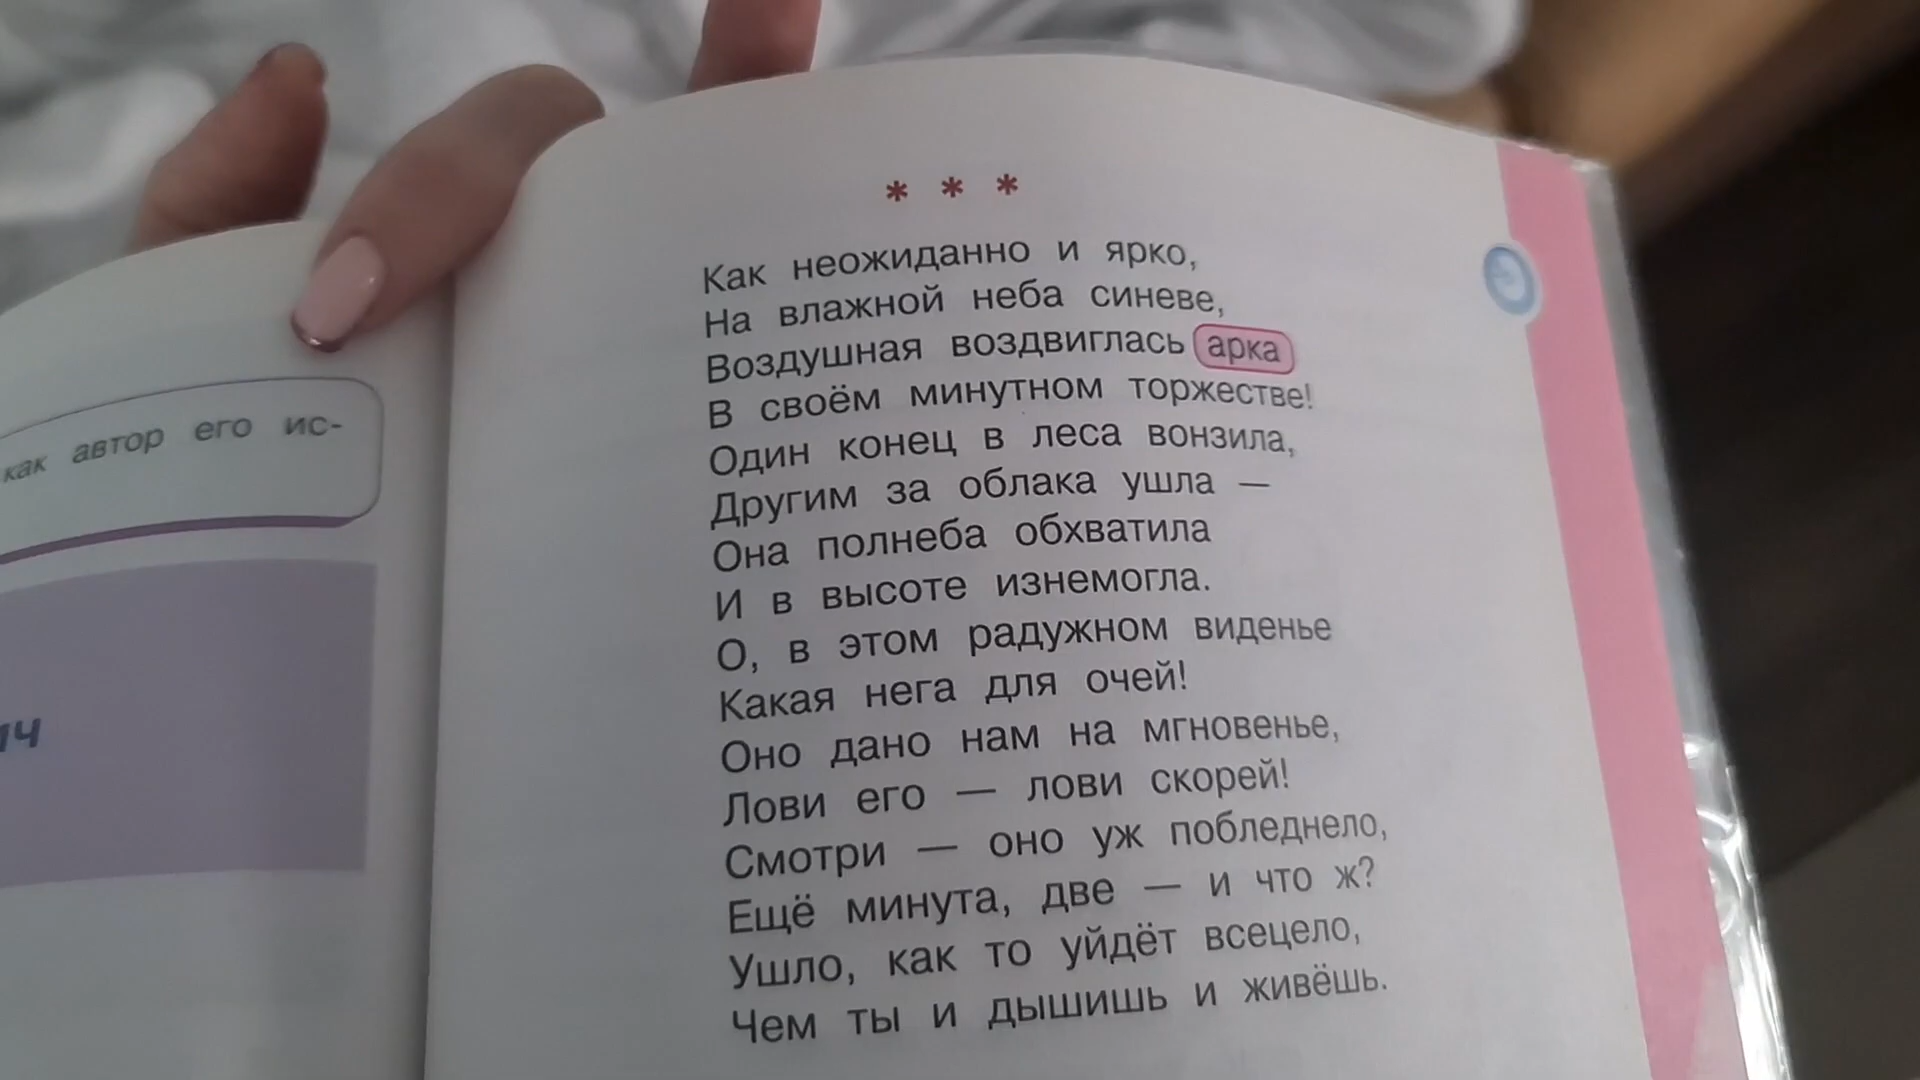 как автор его ис-
ич
* * *
Как неожиданно и ярко,
На влажной неба синеве,
Воздушная воздвиглась арка
В своём минутном торжестве!
Один конец в леса вонзила,
Другим за облака ушла —
Она полнеба обхватила
И в высоте изнемогла.
О, в этом радужном виденье
Какая нега для очей!
Оно дано нам на мгновенье,
Лови его — лови скорей!
Смотри — оно уж побледнело,
Ещё минута, две — и что ж?
Ушло, как то уйдёт всецело,
Чем ты и дышишь и живёшь.